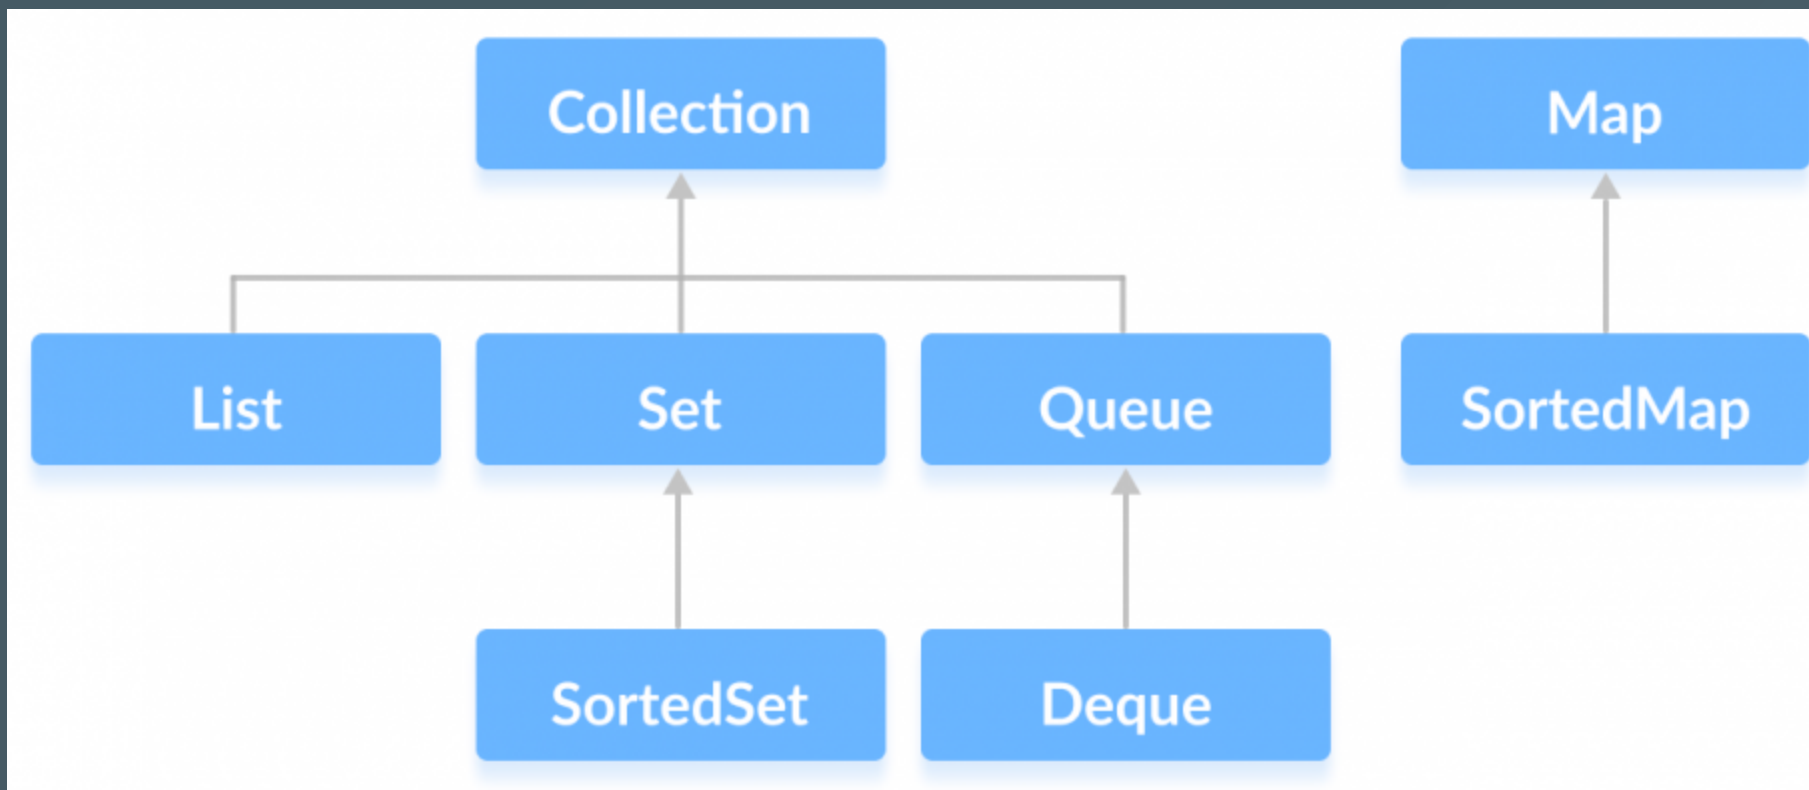 Collection
Map
List
Set
Queue
SortedMap
SortedSet
Deque